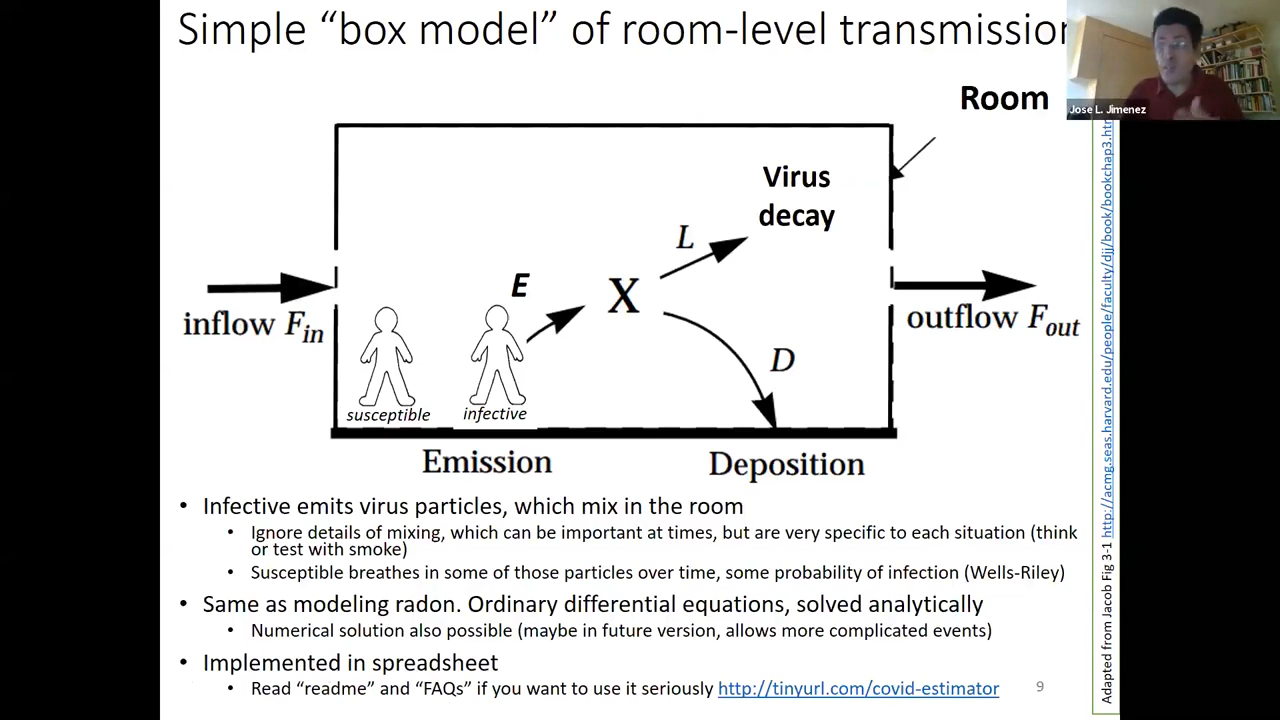 Simple “box model” of room-level transmission
Jose L. Jimenez
Room
Virus
decay
L
E
X
inflow Fin
outflow Fout
D
susceptible
infective
Emission
Deposition
• Infective emits virus particles, which mix in the room
• Ignore details of mixing, which can be important at times, but are very specific to each situation (think
or test with smoke)
• Susceptible breathes in some of those particles over time, some probability of infection (Wells-Riley)
• Same as modeling radon. Ordinary differential equations, solved analytically
• Numerical solution also possible (maybe in future version, allows more complicated events)
• Implemented in spreadsheet
• Read “readme” and “FAQs” if you want to use it seriously http://tinyurl.com/covid-estimator
9
Adapted from Jacob Fig 3-1 http://acmg.seas.harvard.edu/people/faculty/djj/book/bookchap3.htm